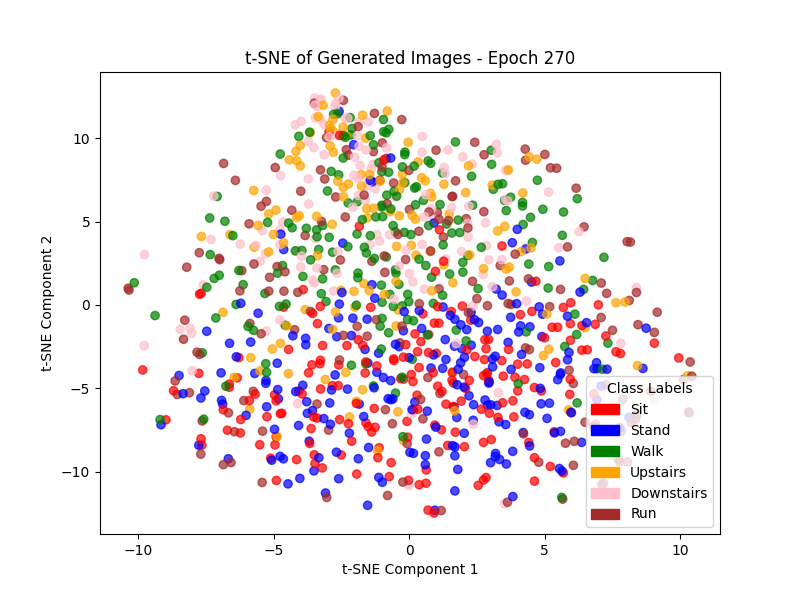 t-SNE of Generated Images - Epoch 270
t-SNE Component 2
10
5
0
−5
−10
Class Labels
Sit
Stand
Walk
Upstairs
Downstairs
Run
−10
−5
0
5
10
t-SNE Component 1